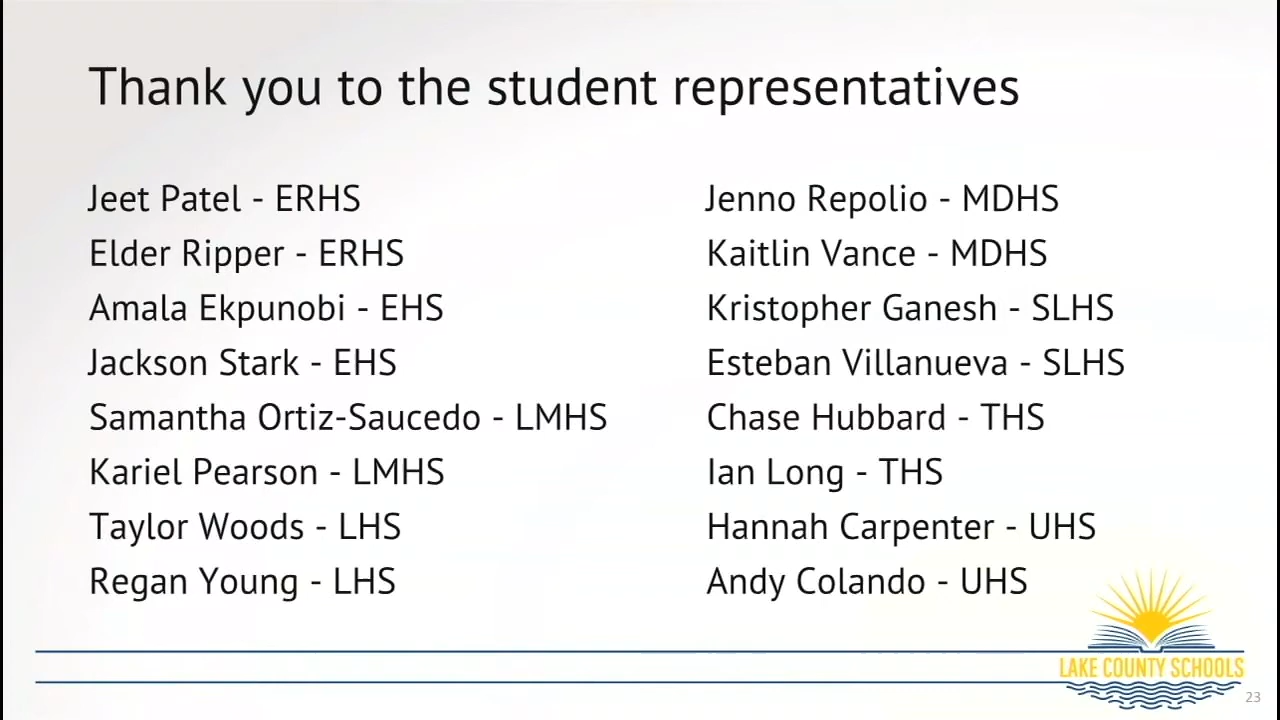 Thank you to the student representatives
Jeet Patel - ERHS
Elder Ripper - ERHS
Amala Ekpunobi - EHS
Jackson Stark - EHS
Samantha Ortiz-Saucedo - LMHS
Kariel Pearson - LMHS
Taylor Woods - LHS
Regan Young - LHS
Jenno Repolio - MDHS
Kaitlin Vance - MDHS
Kristopher Ganesh - SLHS
Esteban Villanueva - SLHS
Chase Hubbard - THS
Ian Long - THS
Hannah Carpenter - UHS
Andy Colando - UHS
LAKE COUNTY SCHOOLS
23